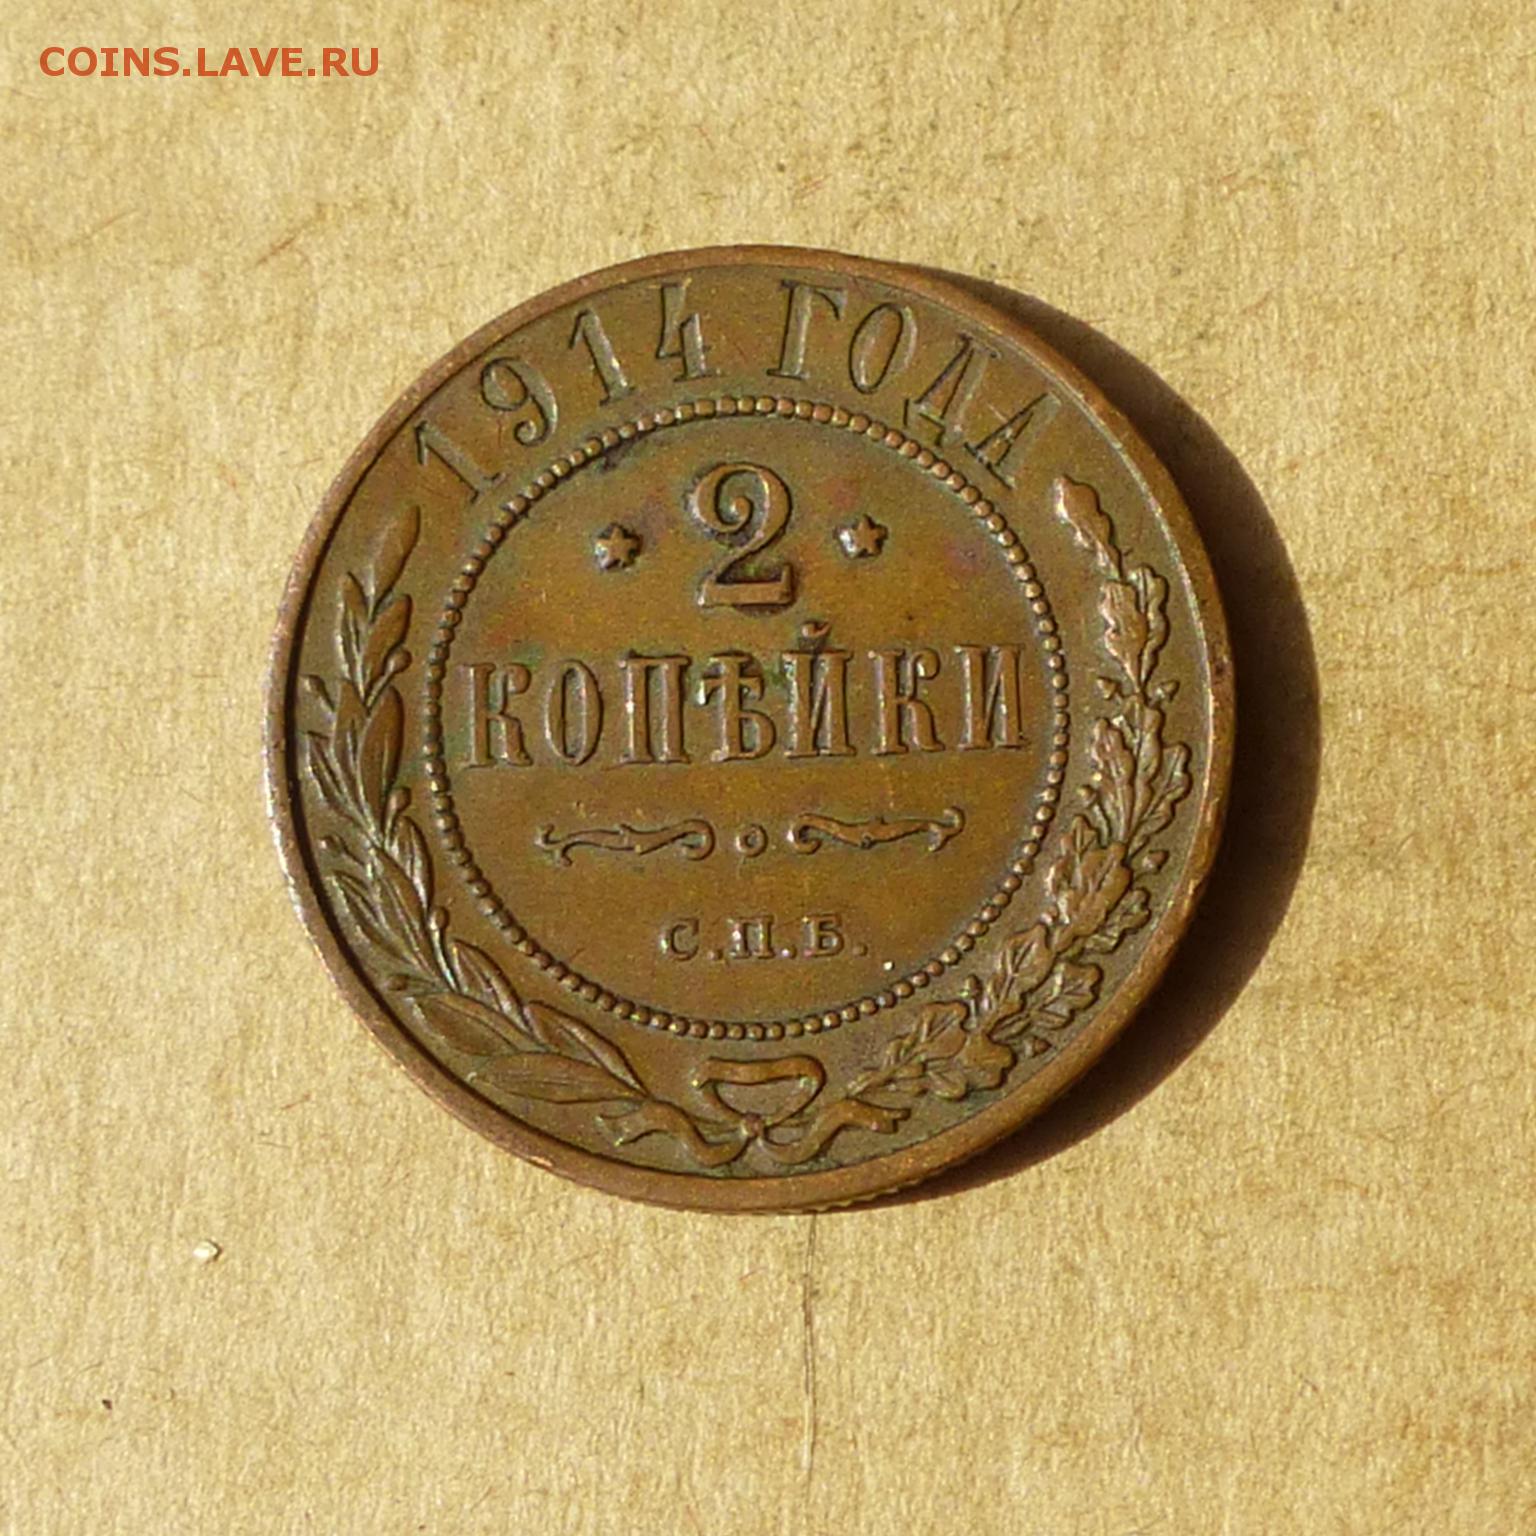 COINS.LAVE.RU
1914 ГОДА
2
КОПѢЙКИ
С.П.Б.